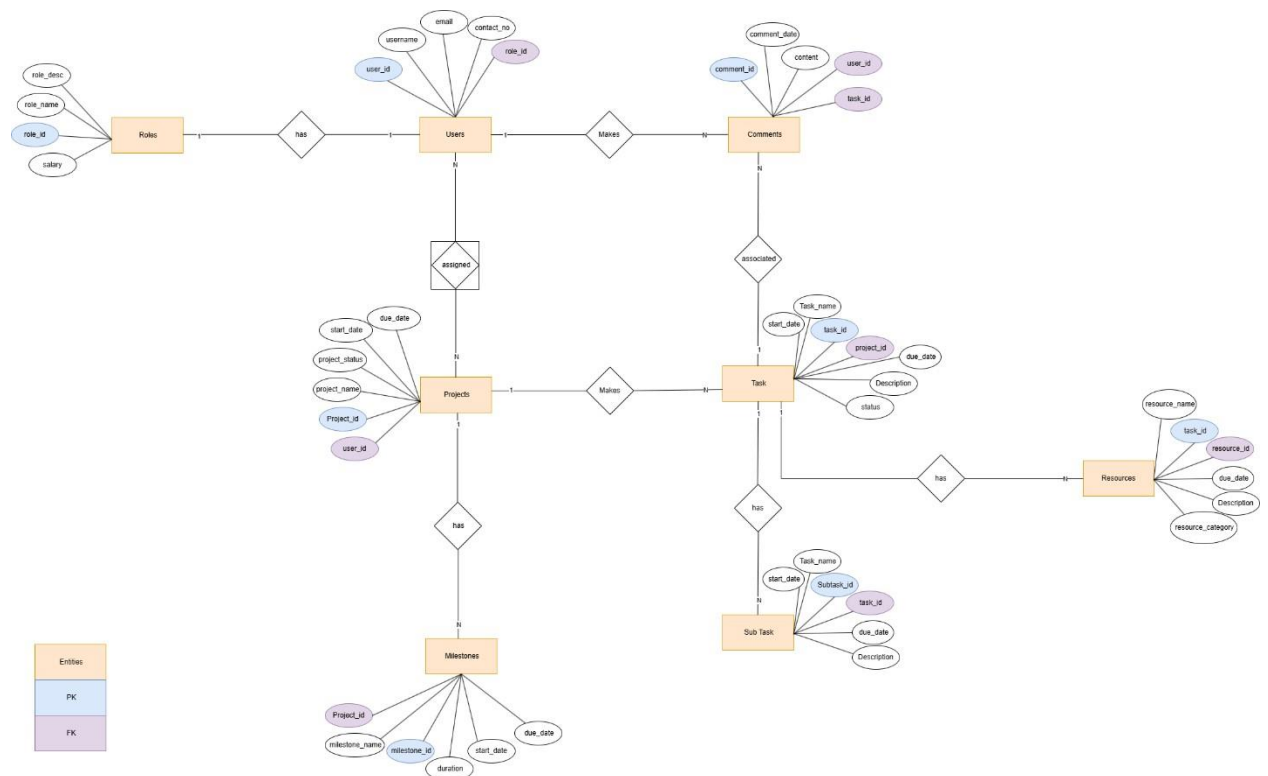 email
username
contact_no
user_id
role_id
comment_date
content
comment_id
user_id
task_id
role_desc
role_name
role_id
salary
Roles
1
has
1
Users
1
Makes
N
Comments
N
N
assigned
associated
N
1
due_date
start_date
project_status
project_name
Project_id
user_id
Projects
1
Makes
N
Task
1
Task_name
start_date
task_id
project_id
due_date
Description
status
1
1
has
N
Resources
resource_name
task_id
resource_id
due_date
Description
resource_category
has
has
N
N
Task_name
start_date
Subtask_id
task_id
due_date
Description
Sub Task
Milestones
Project_id
milestone_name
milestone_id
duration
start_date
due_date
Entities
PK
FK